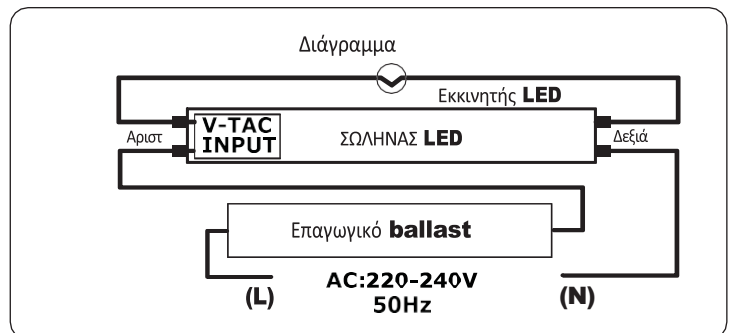 Διάγραμμα
Εκκινητής LED
Αριστ
V-TAC
INPUT
ΣΩΛΗΝΑΣ LED
Δεξιά
Επαγωγικό ballast
(L)
AC:220-240V
50Hz
(N)